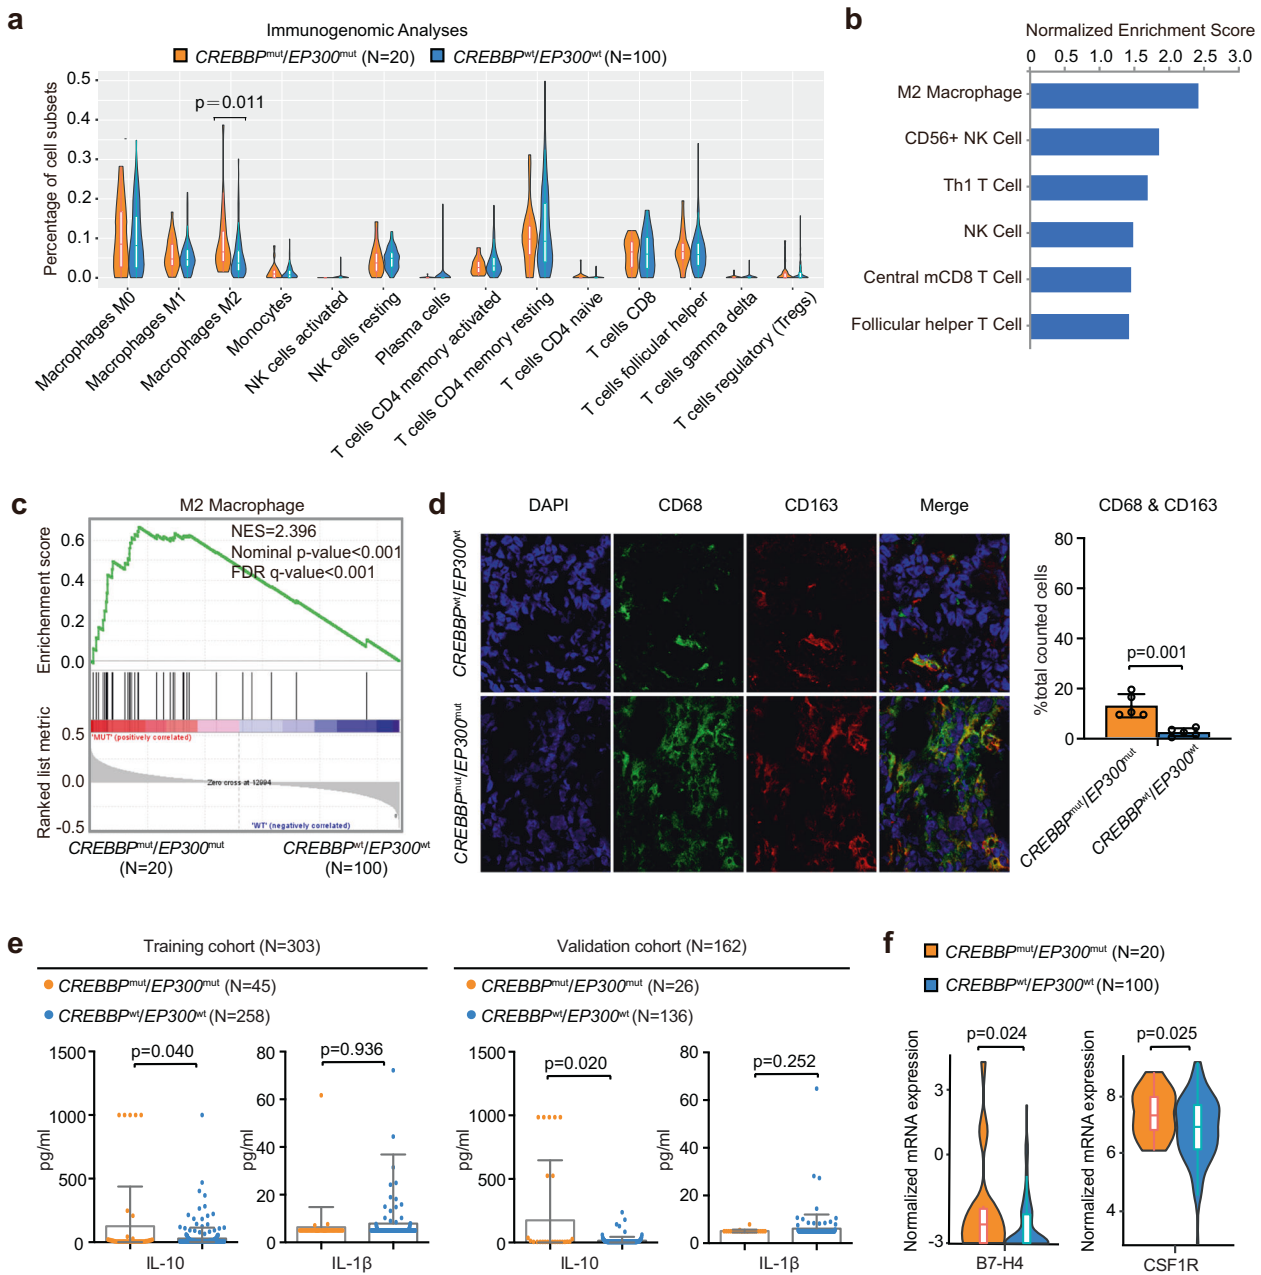 a
Immunogenomic Analyses
CREBBPmut/EP300mut (N=20) CREBBPwt/EP300wt (N=100)
Percentage of cell subsets
0.5
0.4
0.3
0.2
0.1
0.0
p=0.011
Macrophages M0
Macrophages M1
Macrophages M2
Monocytes
NK cells activated
NK cells resting
Plasma cells
T cells CD4 memory activated
T cells CD4 memory resting
T cells CD4 naive
T cells CD8
T cells follicular helper
T cells gamma delta
T cells regulatory (Tregs)
b
Normalized Enrichment Score
0 0.5 1.0 1.5 2.0 2.5 3.0
M2 Macrophage
CD56+ NK Cell
Th1 T Cell
NK Cell
Central mCD8 T Cell
Follicular helper T Cell
c
M2 Macrophage
NES=2.396
Nominal p-value<0.001
FDR q-value<0.001
Enrichenment score
0.6
0.4
0.2
0.0
Ranked list metric
0.5
0.0
-0.5
'MUT' (positively correlated)
Zero cross at 12994
'WT' (negatively correlated)
CREBBPmut/EP300mut
(N=20)
CREBBPwt/EP300wt
(N=100)
d
DAPI CD68 CD163 Merge
CREBBPwt/EP300wt
CREBBPmut/EP300mut
CD68 & CD163
%total counted cells
80
60
40
20
0
p=0.001
CREBBPmut/EP300mut
CREBBPwt/EP300wt
e
Training cohort (N=303)
CREBBPmut/EP300mut (N=45)
CREBBPwt/EP300wt (N=258)
pg/ml
1500
1000
500
0
p=0.040
IL-10
pg/ml
80
60
40
20
0
p=0.936
IL-1β
Validation cohort (N=162)
CREBBPmut/EP300mut (N=26)
CREBBPwt/EP300wt (N=136)
pg/ml
1500
1000
500
0
p=0.020
IL-10
pg/ml
80
60
40
20
0
p=0.252
IL-1β
f
CREBBPmut/EP300mut (N=20)
CREBBPwt/EP300wt (N=100)
Normalized mRNA expression
3
0
-3
p=0.024
B7-H4
Normalized mRNA expression
8
6
4
p=0.025
CSF1R